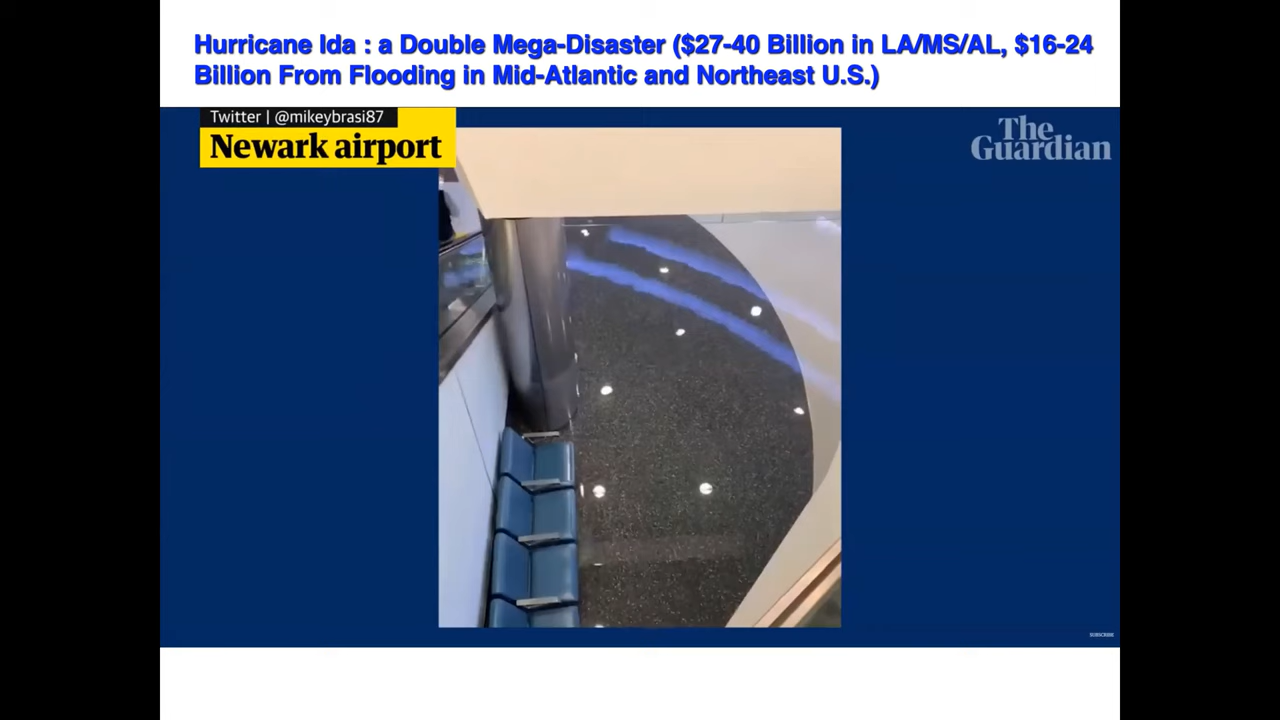 Hurricane Ida : a Double Mega-Disaster ($27-40 Billion in LA/MS/AL, $16-24
Billion From Flooding in Mid-Atlantic and Northeast U.S.)
Twitter | @mikeybrasi87
Newark airport
The
Guardian
SUBSCRIBE